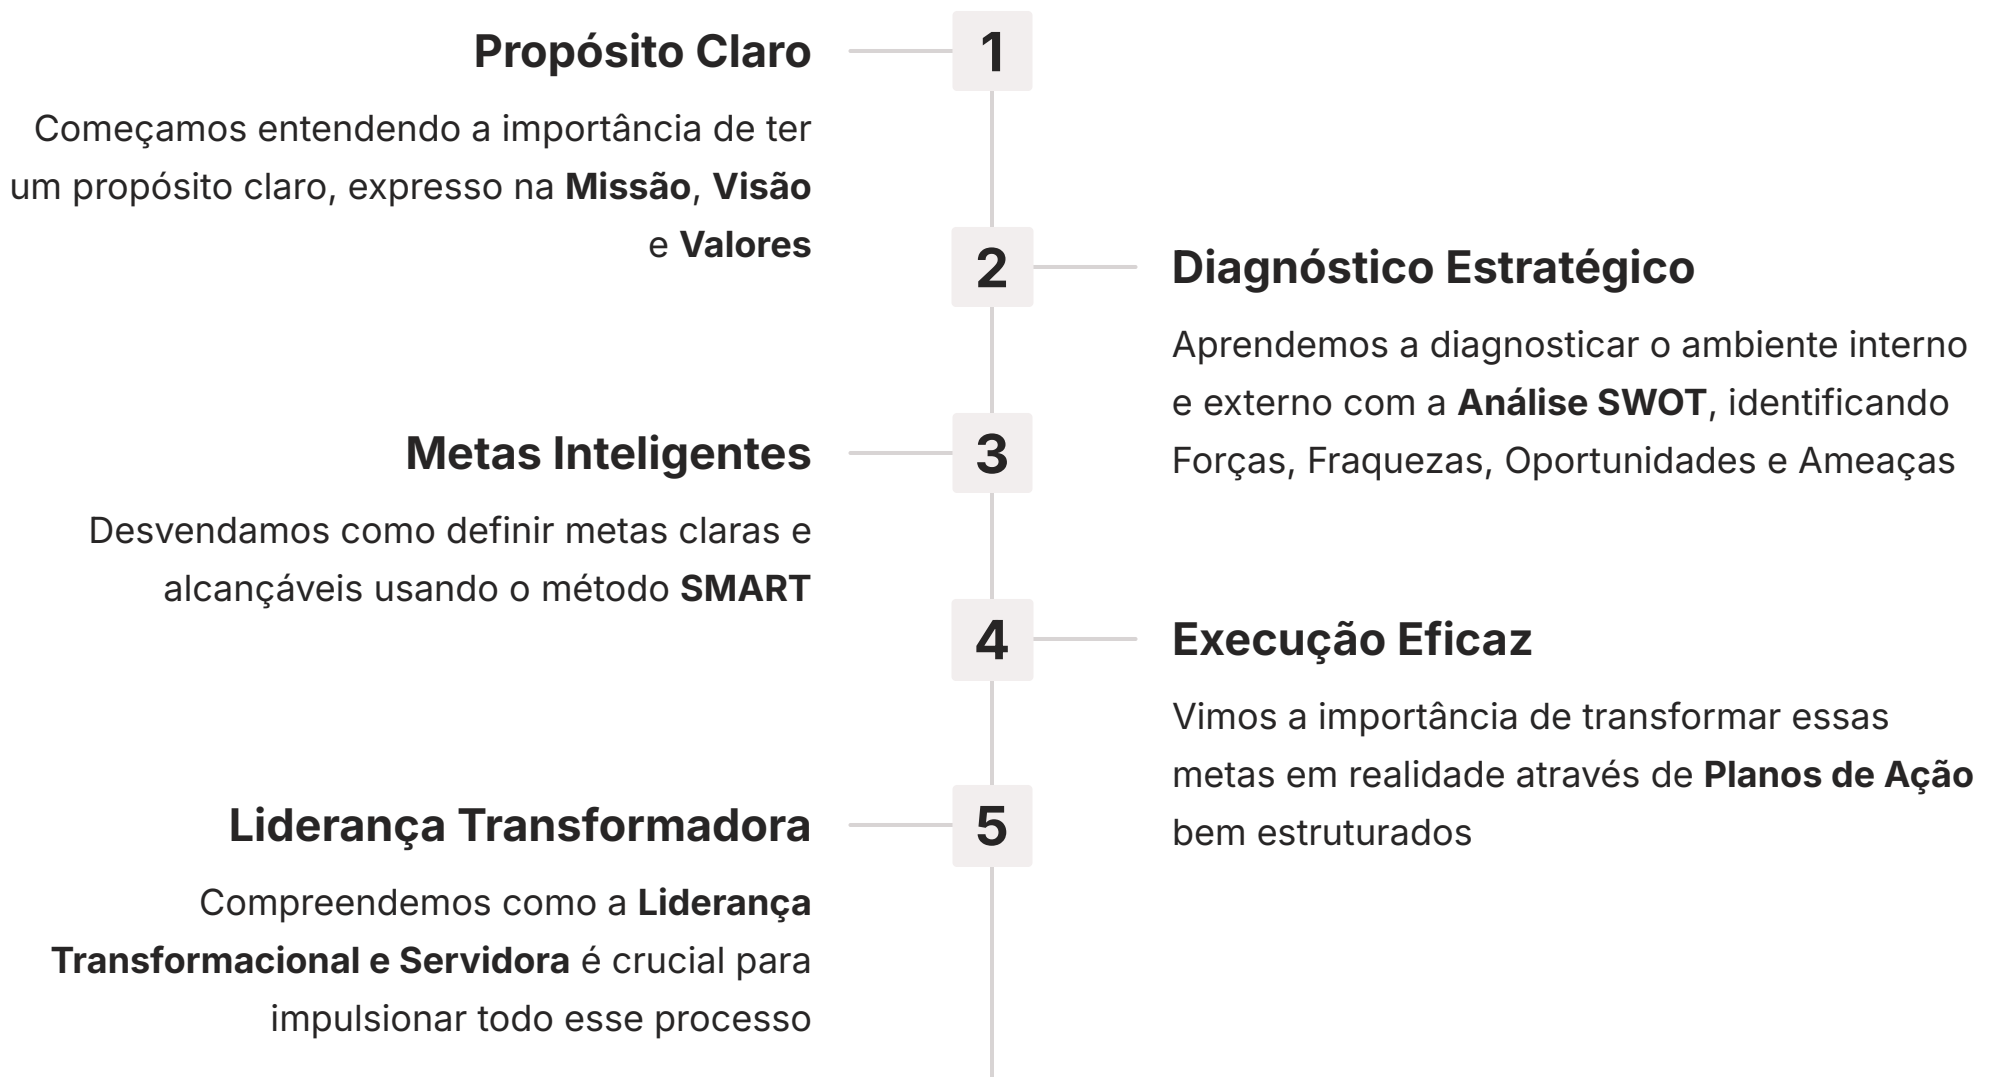 Propósito Claro
1
Começamos entendendo a importância de ter
um propósito claro, expresso na Missão, Visão
e Valores
2
Diagnóstico Estratégico
Aprendemos a diagnosticar o ambiente interno
e externo com a Análise SWOT, identificando
Forças, Fraquezas, Oportunidades e Ameaças
Metas Inteligentes
3
Desvendamos como definir metas claras e
alcançáveis usando o método SMART
4
Execução Eficaz
Vimos a importância de transformar essas
metas em realidade através de Planos de Ação
bem estruturados
Liderança Transformadora
5
Compreendemos como a Liderança
Transformacional e Servidora é crucial para
impulsionar todo esse processo